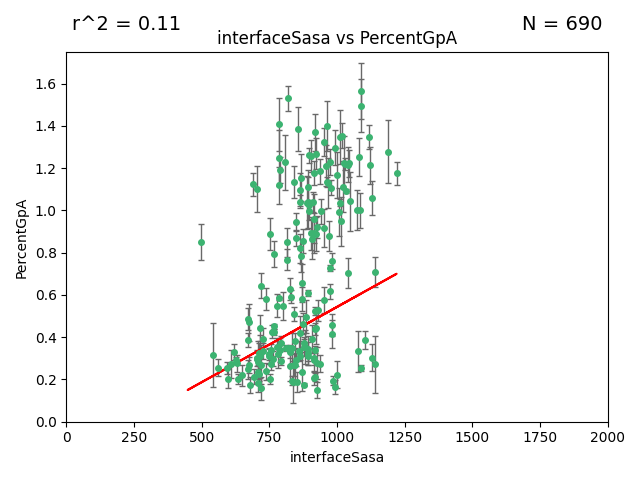 r^2 = 0.11 N = 690
interfaceSasa vs PercentGpA
PercentGpA
1.6
1.4
1.2
1.0
0.8
0.6
0.4
0.2
0.0
0 250 500 750 1000 1250 1500 1750 2000
interfaceSasa